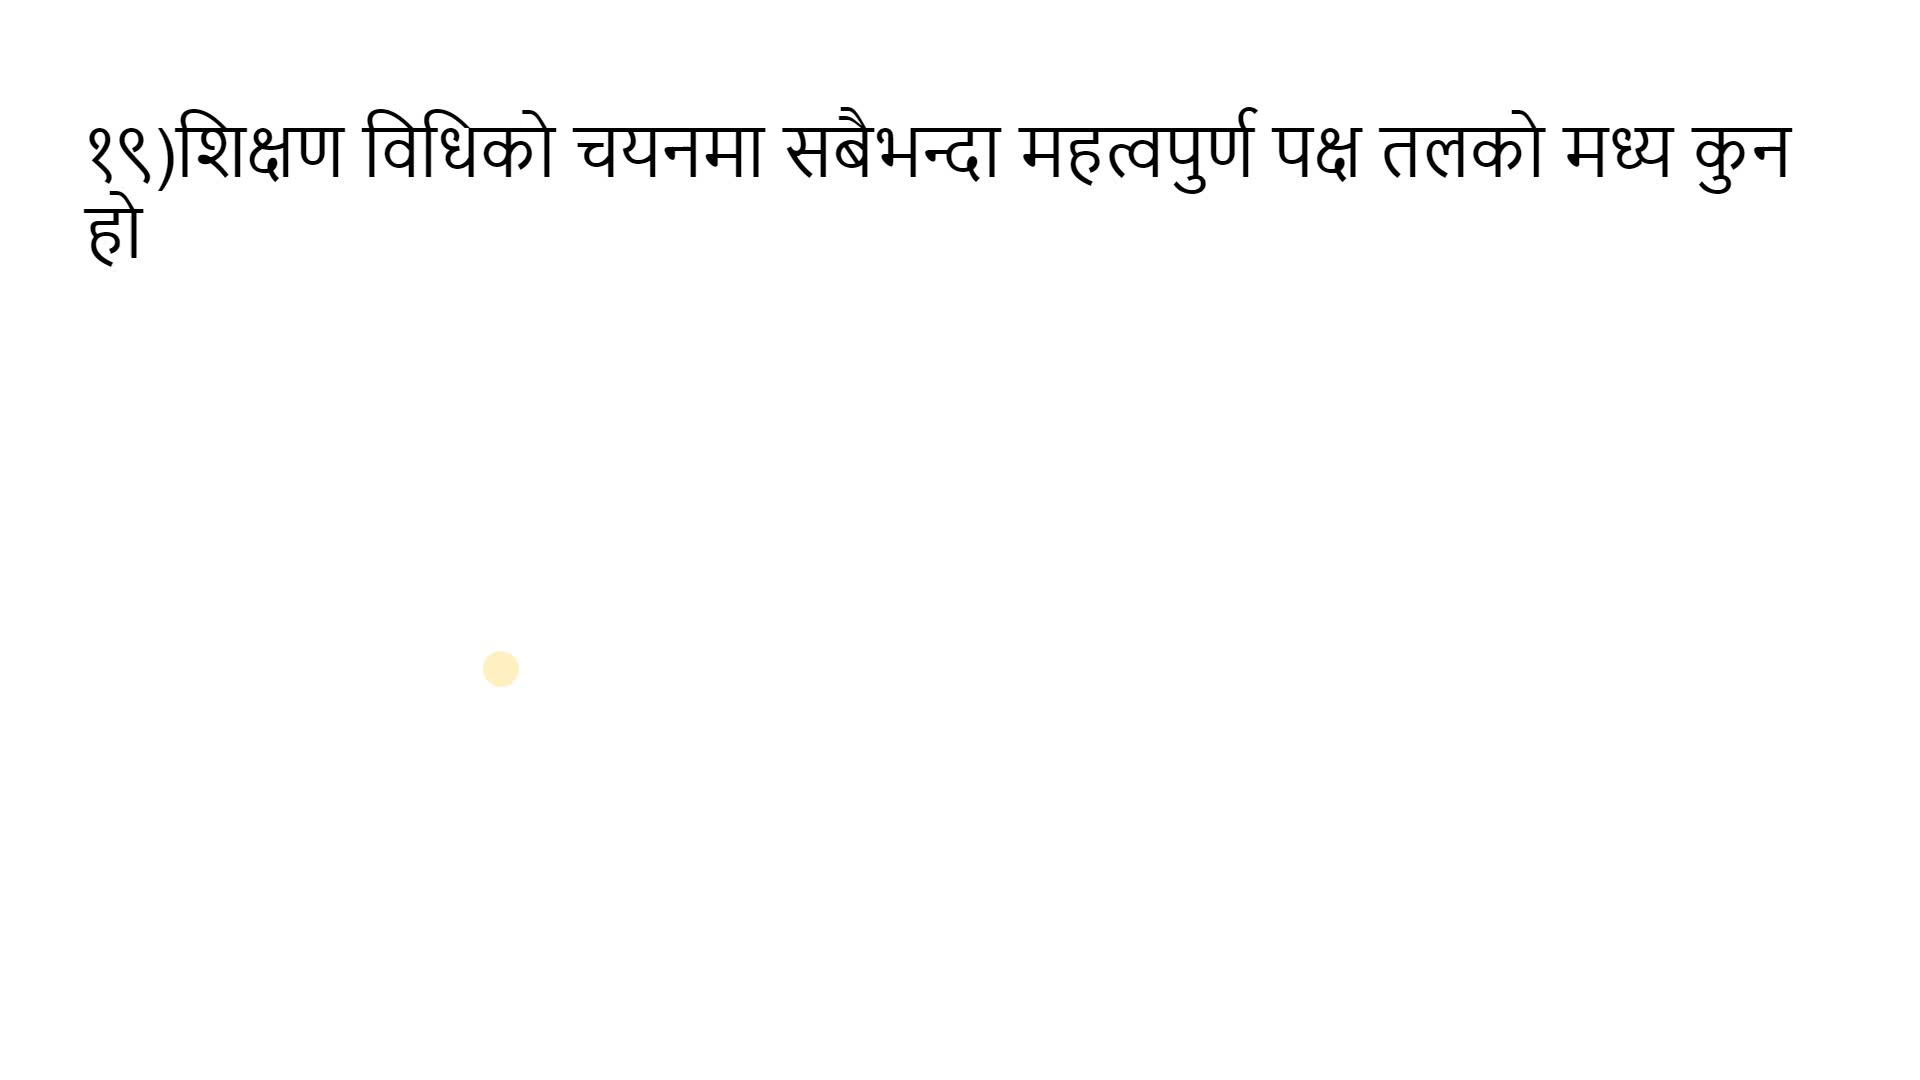 १९)शिक्षण विधिको चयनमा सबैभन्दा महत्वपुर्ण पक्ष तलको मध्य कुन
हो